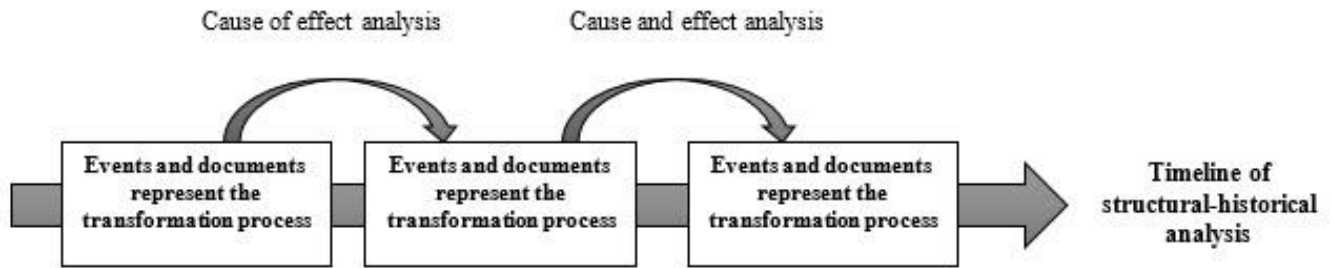 Cause of effect analysis
Cause and effect analysis
Events and documents
represent the
transformation process
Events and documents
represent the
transformation process
Events and documents
represent the
transformation process
Timeline of
structural-historical
analysis